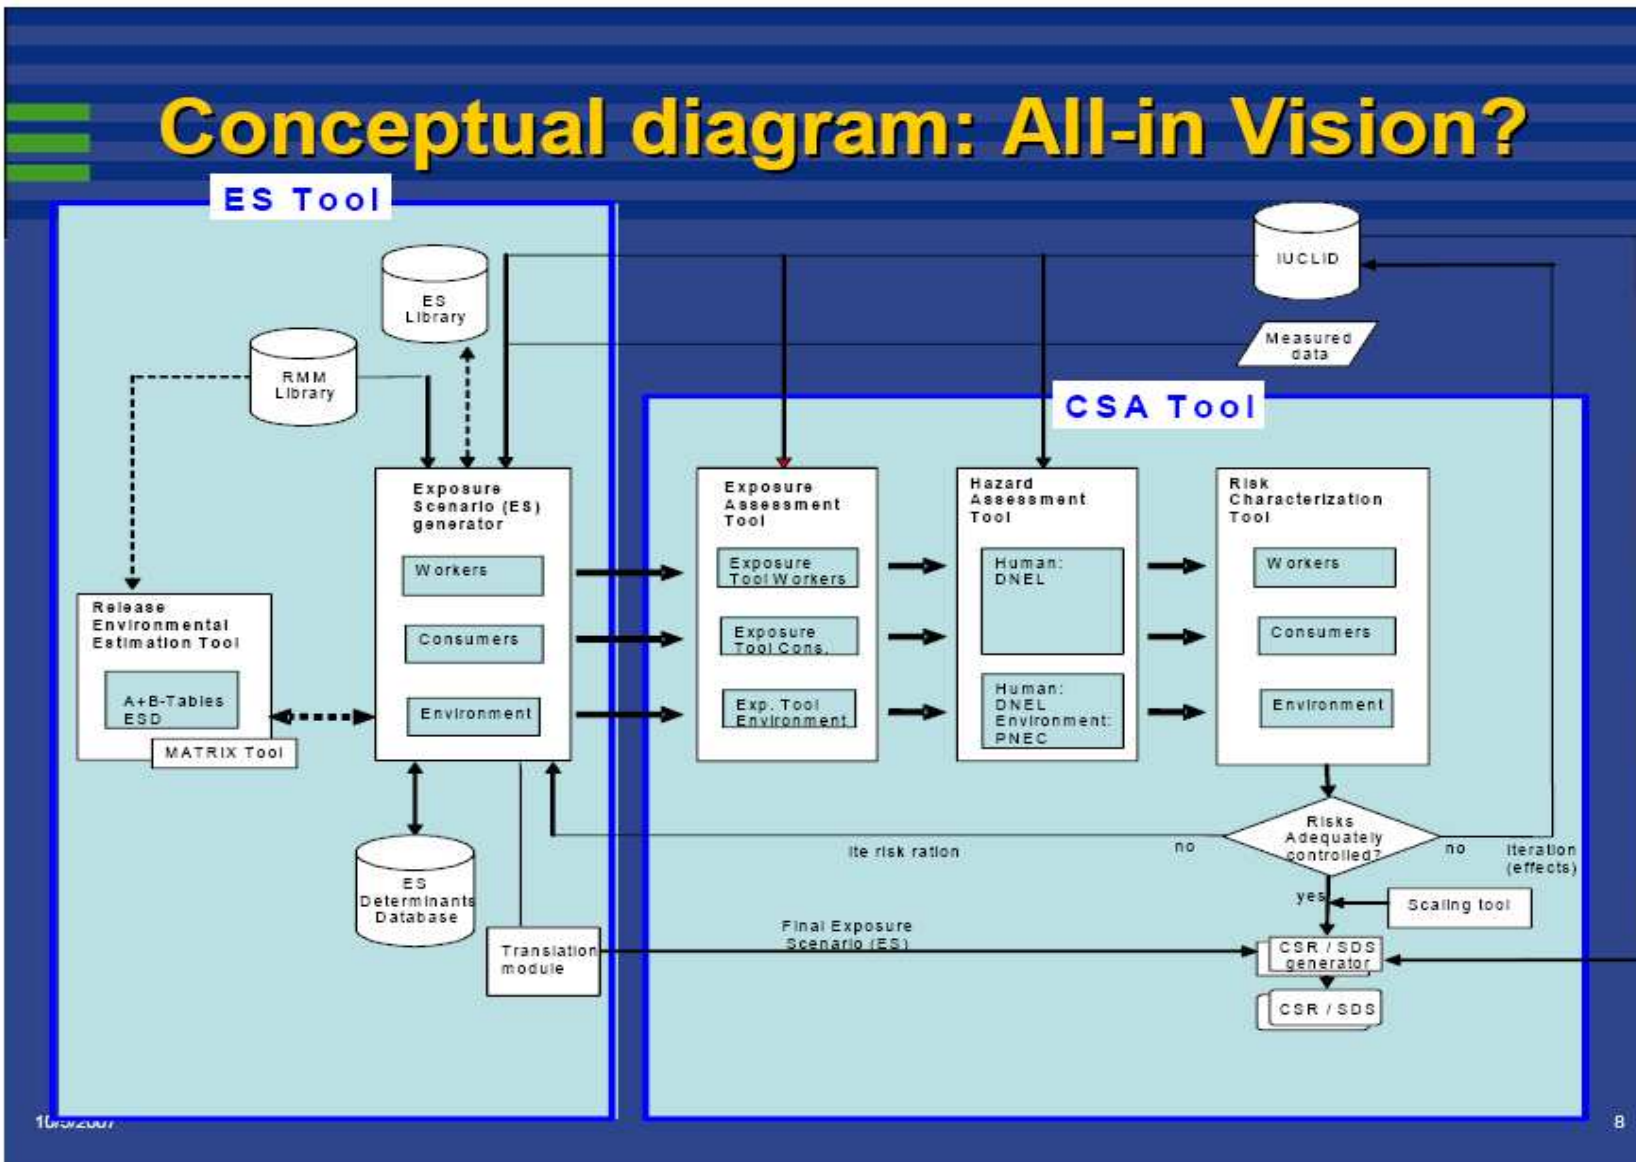 Conceptual diagram: All-in Vision?
ES Tool
IUCLID
ES
Library
Measured
data
RMM
Library
CSA Tool
Exposure
Scenario (ES)
generator
Workers
Consumers
Environment
Exposure
Assessment
Tool
Exposure
Tool Workers
Exposure
Tool Cons.
Exp. Tool
Environment
Hazard
Assessment
Tool
Human:
DNEL
Human:
DNEL
Environment:
PNEC
Risk
Characterization
Tool
Workers
Consumers
Environment
Release
Environmental
Estimation Tool
A+B-Tables
ESD
MATRIX Tool
Risks
Adequately
controlled?
Ite risk ration
no
no
Iteration
(effects)
yes
Scaling tool
ES
Determinants
Database
Translation
module
Final Exposure
Scenario (ES)
CSR / SDS
generator
CSR / SDS
10/5/2007
8